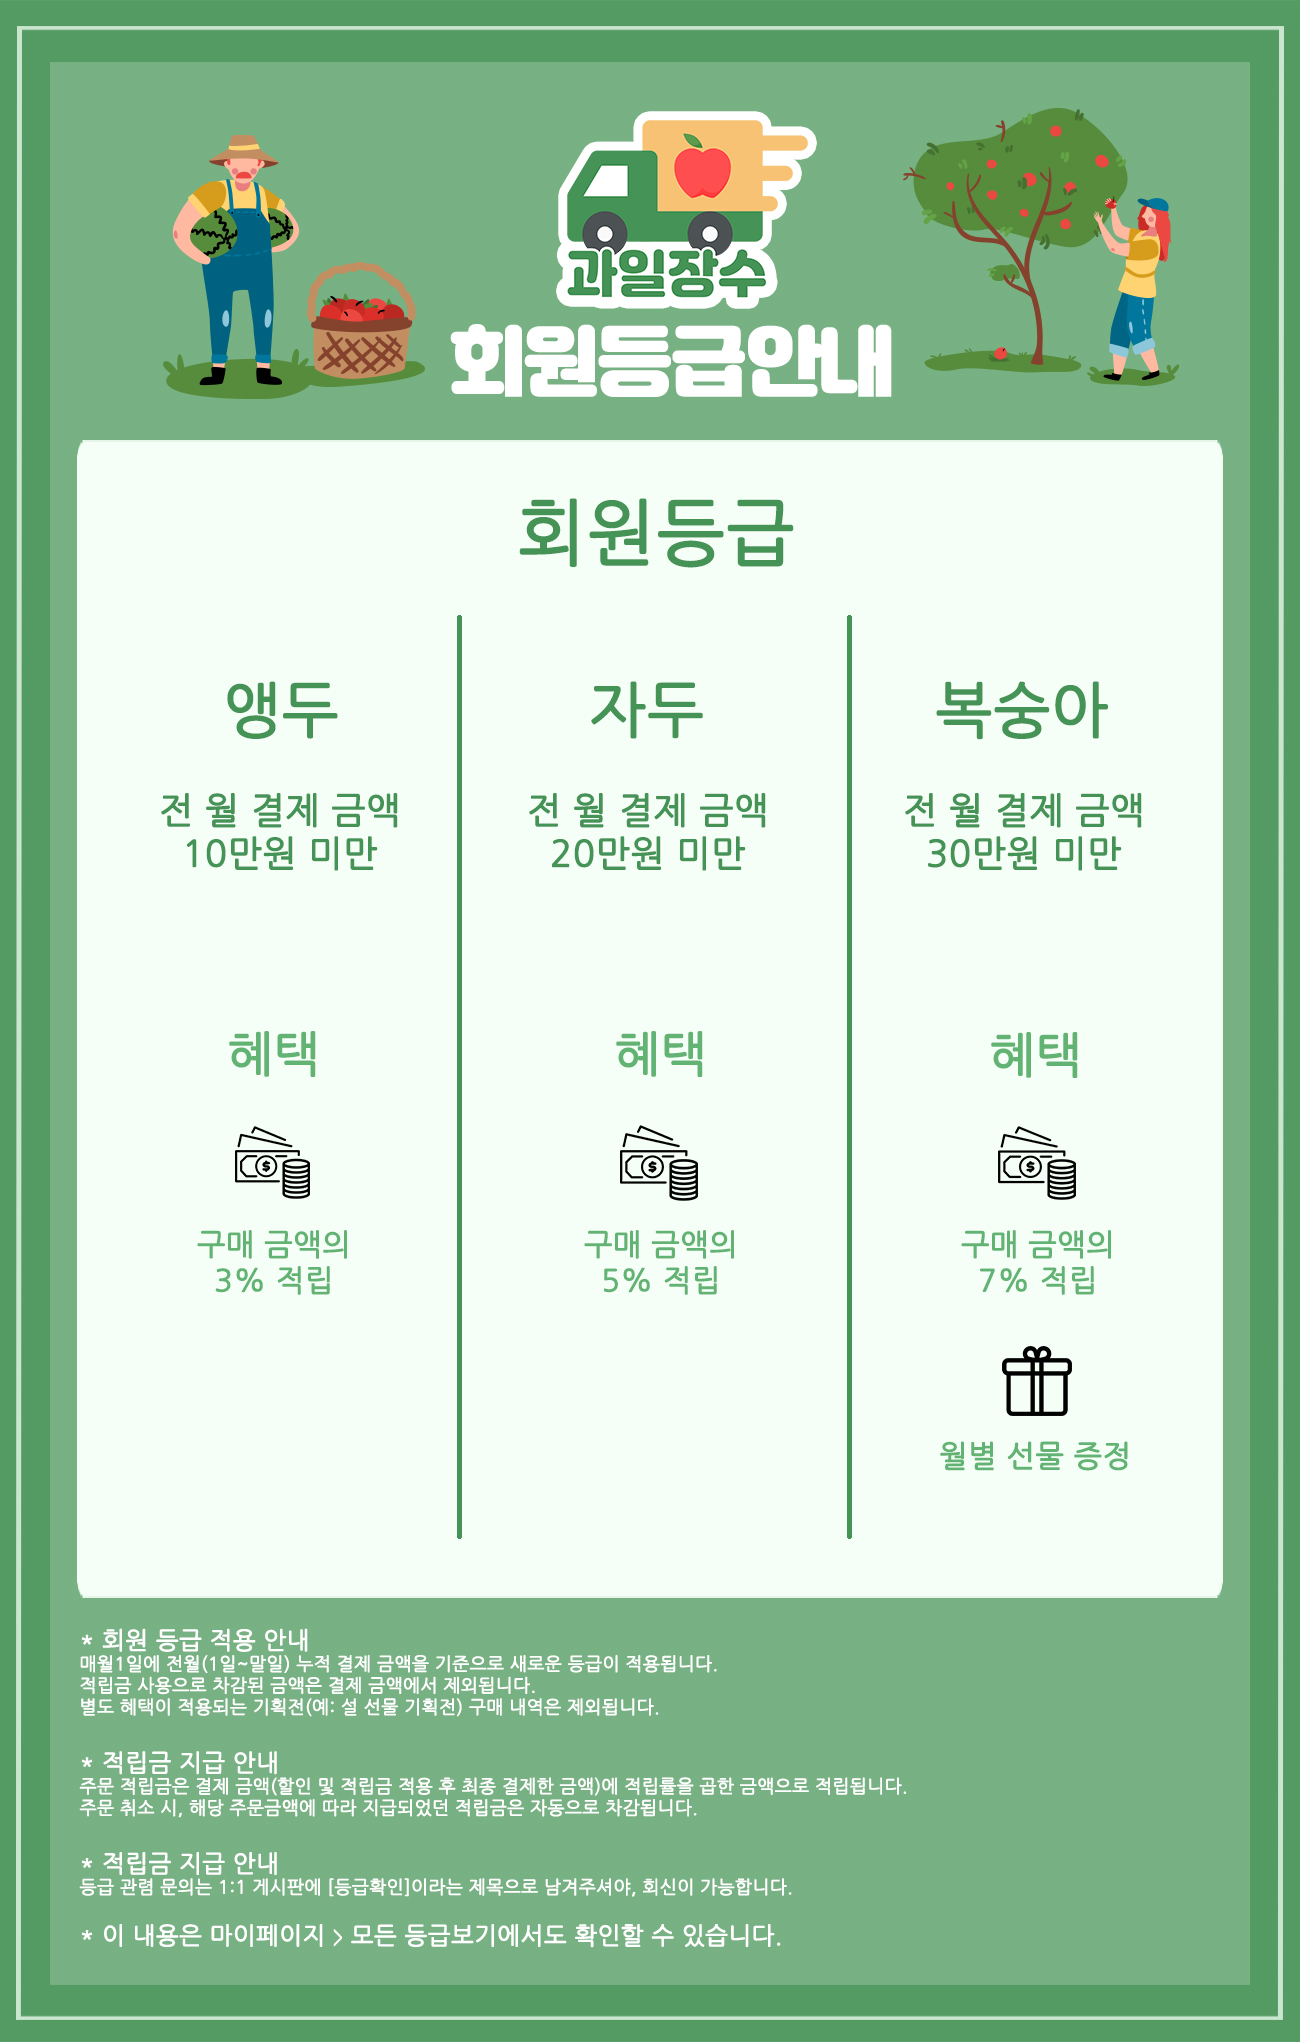 과일장수
회원등급안내
회원등급
앵두
전 월 결제 금액
10만원 미만
혜택
구매 금액의
3% 적립
자두
전 월 결제 금액
20만원 미만
혜택
구매 금액의
5% 적립
복숭아
전 월 결제 금액
30만원 미만
혜택
구매 금액의
7% 적립
월별 선물 증정
* 회원 등급 적용 안내
매월1일에 전월(1일~말일) 누적 결제 금액을 기준으로 새로운 등급이 적용됩니다.
적립금 사용으로 차감된 금액은 결제 금액에서 제외됩니다.
별도 혜택이 적용되는 기획전(예: 설 선물 기획전) 구매 내역은 제외됩니다.
* 적립금 지급 안내
주문 적립금은 결제 금액(할인 및 적립금 적용 후 최종 결제한 금액)에 적립률을 곱한 금액으로 적립됩니다.
주문 취소 시, 해당 주문금액에 따라 지급되었던 적립금은 자동으로 차감됩니다.
* 적립금 지급 안내
등급 관렴 문의는 1:1 게시판에 [등급확인]이라는 제목으로 남겨주셔야, 회신이 가능합니다.
* 이 내용은 마이페이지 > 모든 등급보기에서도 확인할 수 있습니다.